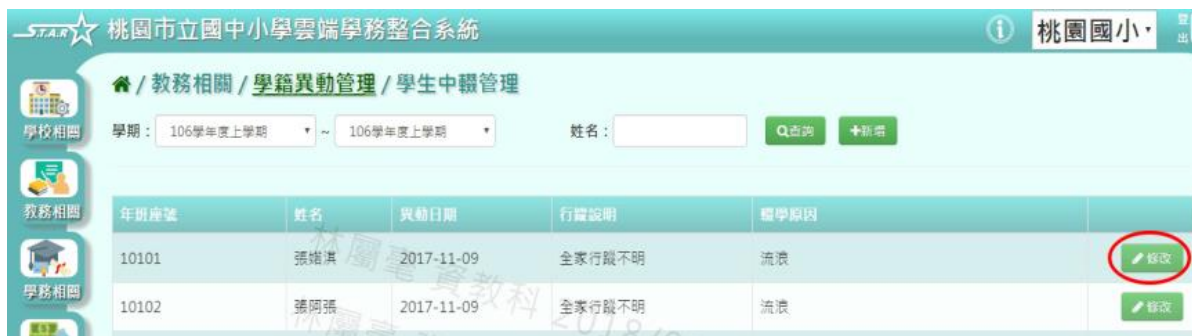 S.T.A.R 桃園市立國中小學雲端學務整合系統 桃園國小 登出
/ 教務相關 / 學籍異動管理 / 學生中輟管理
學校相關
學期： 106學年度上學期 ~ 106學年度上學期 姓名： 查詢 新增
教務相關
年班座號 姓名 異動日期 行蹤說明 輟學原因
10101 張 淇 2017-11-09 全家行蹤不明 流浪 修改
學務相關
10102 張阿張 2017-11-09 全家行蹤不明 流浪 修改
資教科